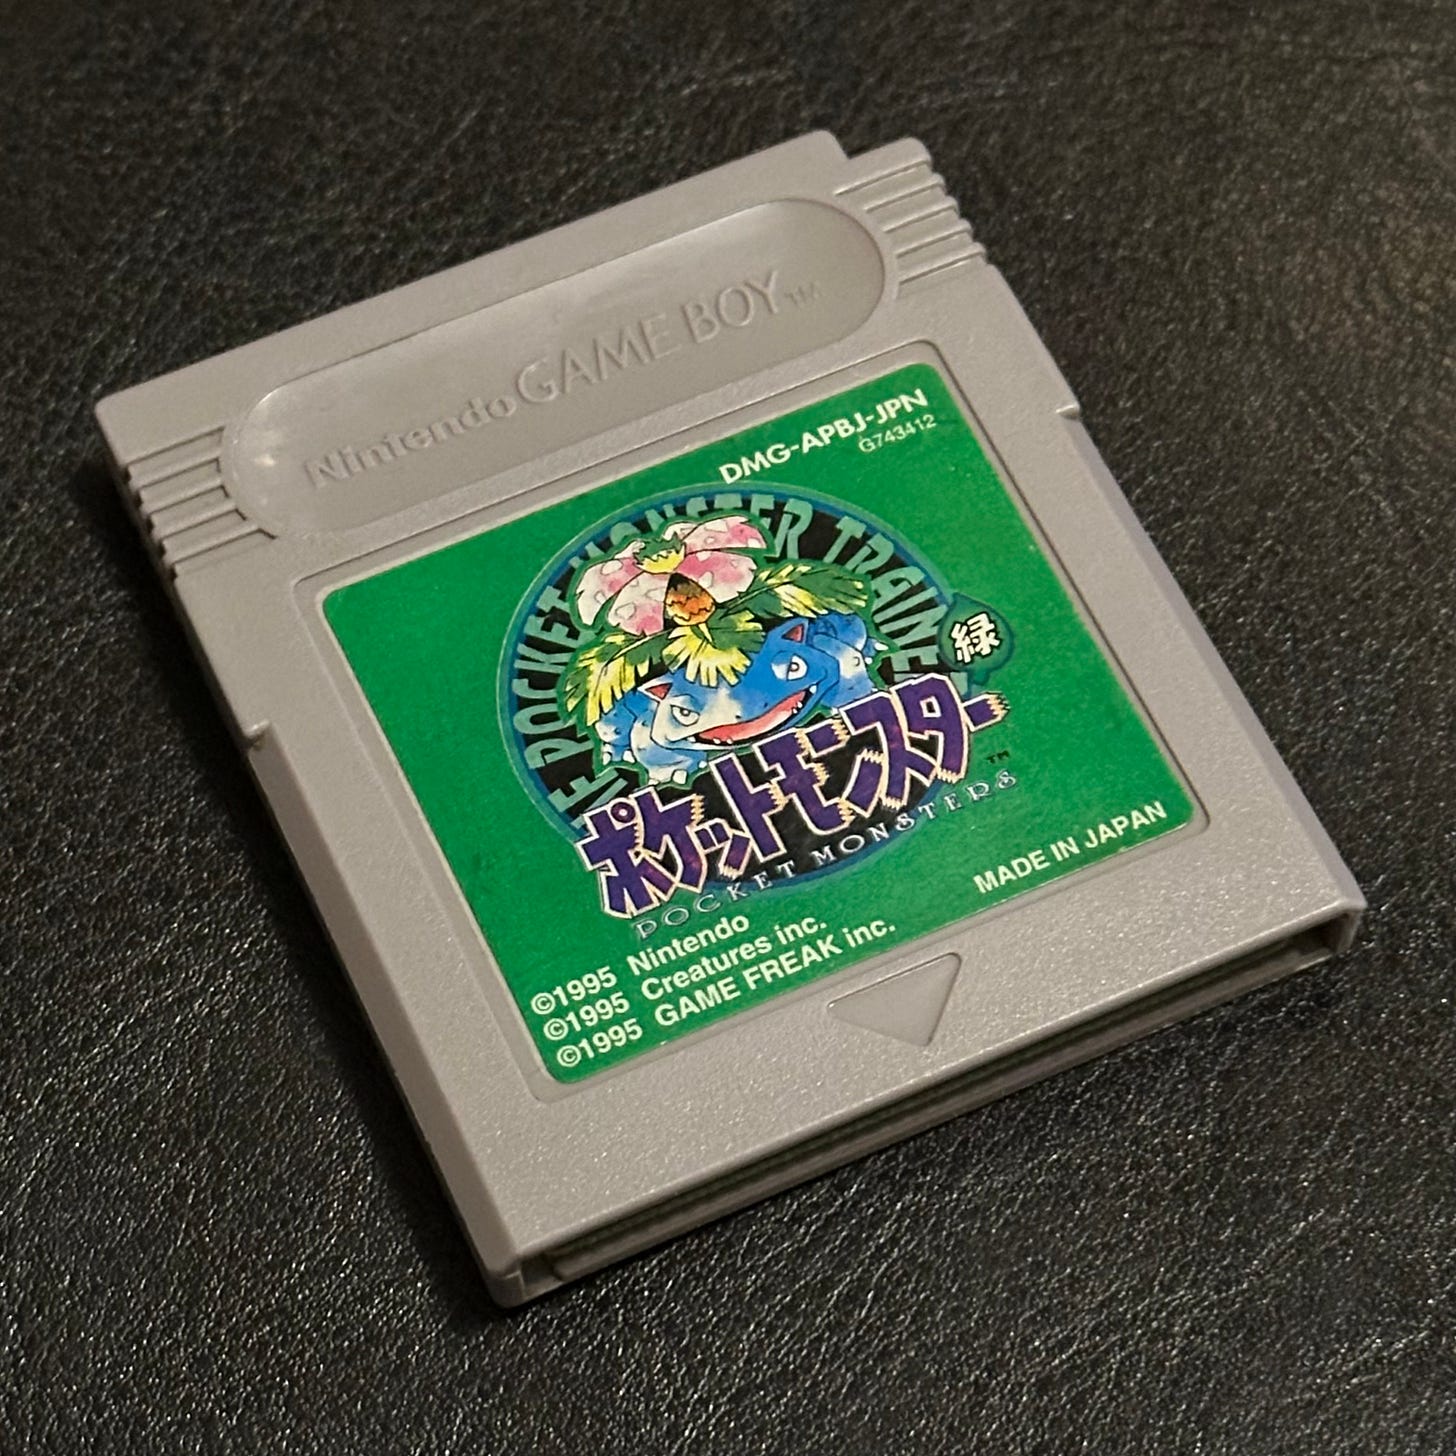 Nintendo GAME BOY™
DMG-APBJ-JPN
G743412
POCKET MONSTER TRAINE
緑
ポケットモンスター™
POCKET MONSTERS
MADE IN JAPAN
©1995 Nintendo
©1995 Creatures inc.
©1995 GAME FREAK inc.